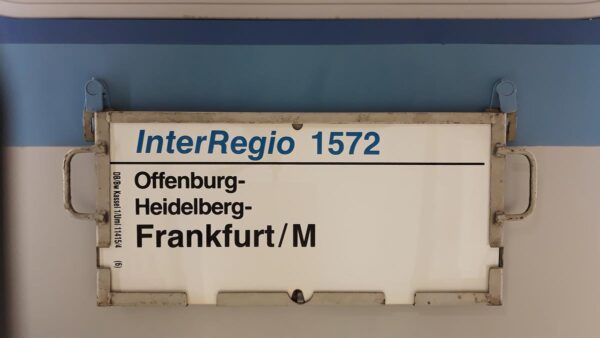 InterRegio 1572
Offenburg-
Heidelberg-
Frankfurt/M